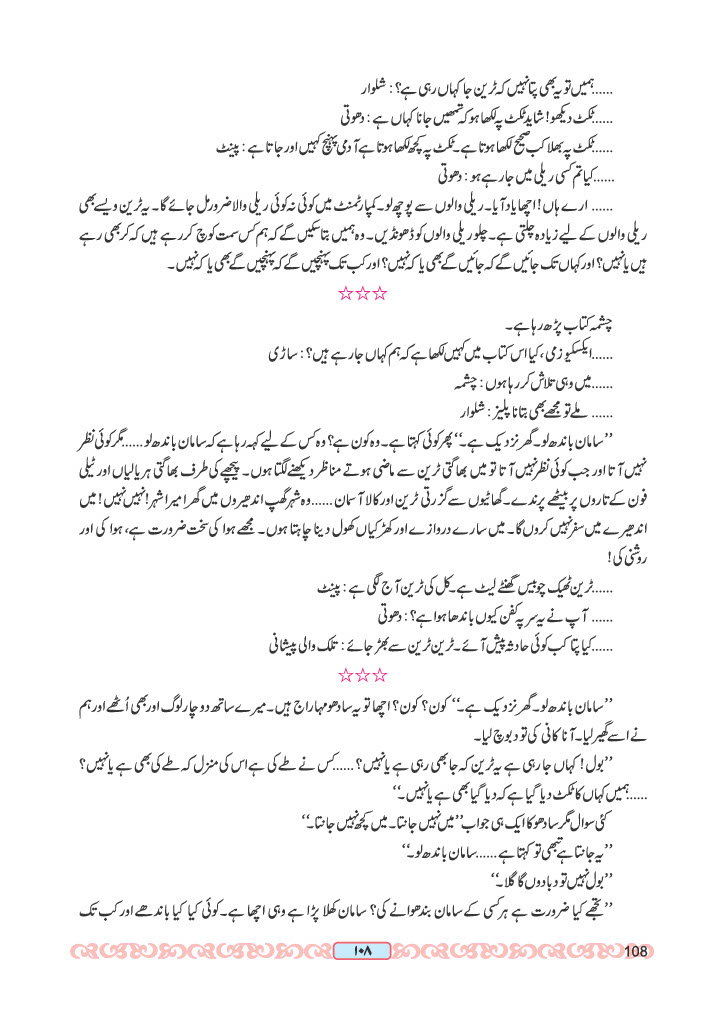 ......ہمیں تو یہ بھی پتا نہیں کہ ٹرین جا کہاں رہی ہے؟ : شلوار
......ٹکٹ دیکھو! شاید ٹکٹ پہ لکھا ہو کہ تمھیں جانا کہاں ہے : دھوتی
......ٹکٹ پہ بھلا کب صحیح لکھا ہوتا ہے۔ ٹکٹ پہ کچھ لکھا ہوتا ہے آدمی پہنچ کہیں اور جاتا ہے : پینٹ
......کیا تم کسی ریلی میں جا رہے ہو : دھوتی
...... ارے ہاں! اچھا یاد آیا۔ ریلی والوں سے پوچھ لو۔ کمپارٹمنٹ میں کوئی نہ کوئی ریلی والا ضرور مل جائے گا۔ یہ ٹرین ویسے بھی
ریلی والوں کے لیے زیادہ چلتی ہے۔ چلو ریلی والوں کو ڈھونڈیں۔ وہ ہمیں بتا سکیں گے کہ ہم کس سمت کوچ کر رہے ہیں کہ کر بھی رہے
ہیں یا نہیں؟ اور کہاں تک جائیں گے کہ جائیں گے بھی یا کہ نہیں؟ اور کب تک پہنچیں گے کہ پہنچیں گے بھی یا کہ نہیں۔
☆☆☆
چشمہ کتاب پڑھ رہا ہے۔
......ایکسکیوزمی، کیا اس کتاب میں کہیں لکھا ہے کہ ہم کہاں جا رہے ہیں؟ : ساڑی
......میں وہی تلاش کر رہا ہوں : چشمہ
...... ملے تو مجھے بھی بتانا پلیز : شلوار
’’سامان باندھ لو۔ گھر نزدیک ہے۔‘‘ پھر کوئی کہتا ہے۔ وہ کون ہے؟ وہ کس کے لیے کہہ رہا ہے کہ سامان باندھ لو......مگر کوئی نظر
نہیں آتا اور جب کوئی نظر نہیں آتا تو میں بھاگتی ٹرین سے ماضی ہوتے مناظر دیکھنے لگتا ہوں۔ پیچھے کی طرف بھاگتی ہریالیاں اور ٹیلی
فون کے تاروں پر بیٹھے پرندے۔ گھاٹیوں سے گزرتی ٹرین اور کالا آسمان......وہ شہر گھپ اندھیروں میں گھرا میرا شہر! نہیں نہیں! میں
اندھیرے میں سفر نہیں کروں گا۔ میں سارے دروازے اور کھڑکیاں کھول دینا چاہتا ہوں۔ مجھے ہوا کی سخت ضرورت ہے، ہوا کی اور
روشنی کی!
......ٹرین ٹھیک چوبیس گھنٹے لیٹ ہے۔ کل کی ٹرین آج لگی ہے : پینٹ
...... آپ نے یہ سر پہ کفن کیوں باندھا ہوا ہے؟ : دھوتی
......کیا پتا کب کوئی حادثہ پیش آئے۔ ٹرین ٹرین سے بھڑ جائے : تلک والی پیشانی
☆☆☆
’’سامان باندھ لو۔ گھر نزدیک ہے۔‘‘ کون؟ کون؟ اچھا تو یہ سادھو مہاراج ہیں۔ میرے ساتھ دو چار لوگ اور بھی اُٹھے اور ہم
نے اسے گھیر لیا۔ آنا کانی کی تو دبوچ لیا۔
’’بول! کہاں جا رہی ہے یہ ٹرین کہ جا بھی رہی ہے یا نہیں؟......کس نے طے کی ہے اس کی منزل کہ طے کی بھی ہے یا نہیں؟
......ہمیں کہاں کا ٹکٹ دیا گیا ہے کہ دیا گیا بھی ہے یا نہیں۔‘‘
کئی سوال مگر سادھو کا ایک ہی جواب ’’میں نہیں جانتا۔ میں کچھ نہیں جانتا۔‘‘
’’یہ جانتا ہے تبھی تو کہتا ہے......سامان باندھ لو۔‘‘
’’بول نہیں تو دبا دوں گا گلا۔‘‘
’’تجھے کیا ضرورت ہے ہر کسی کے سامان بندھوانے کی؟ سامان کھلا پڑا ہے وہی اچھا ہے۔ کوئی کیا کیا باندھے اور کب تک
۱۰۸
108